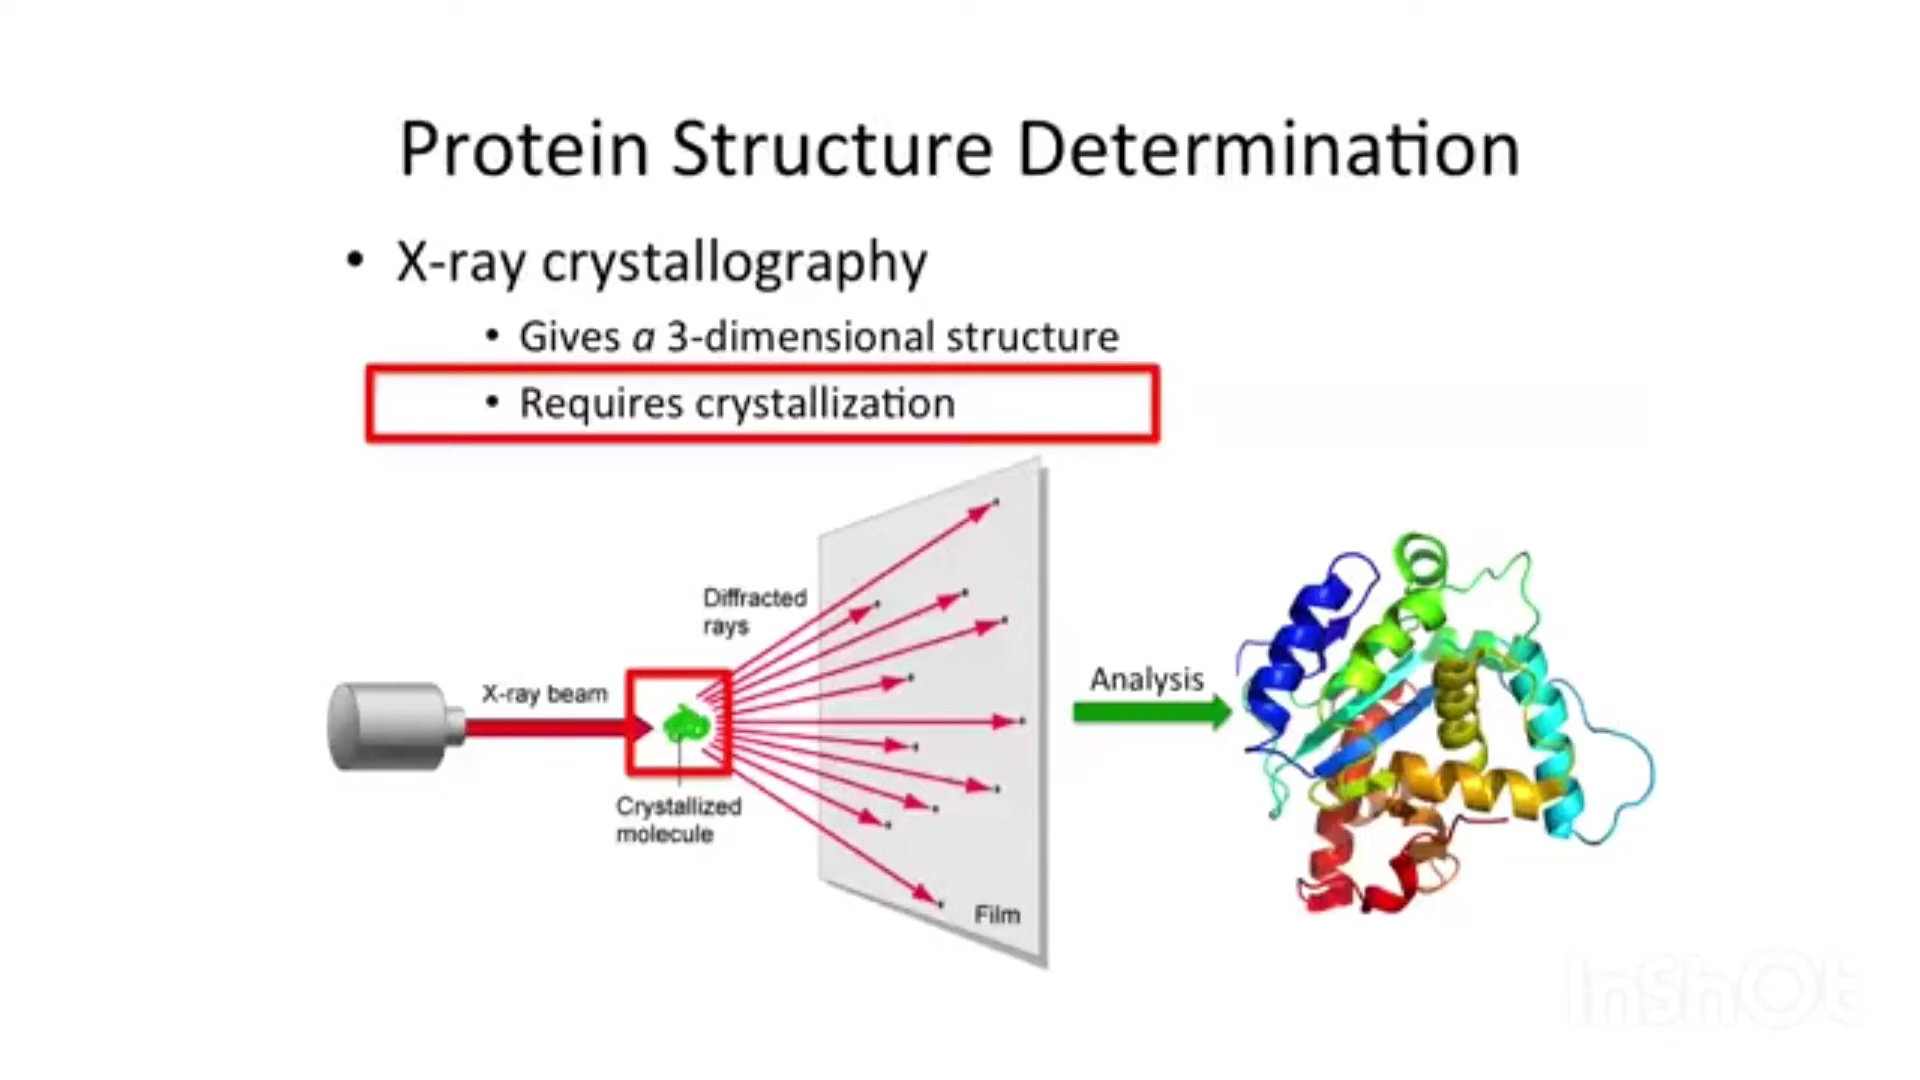 Protein Structure Determination
• X-ray crystallography
• Gives a 3-dimensional structure
• Requires crystallization
Diffracted
rays
X-ray beam
Analysis
Crystallized
molecule
Film
InShOt